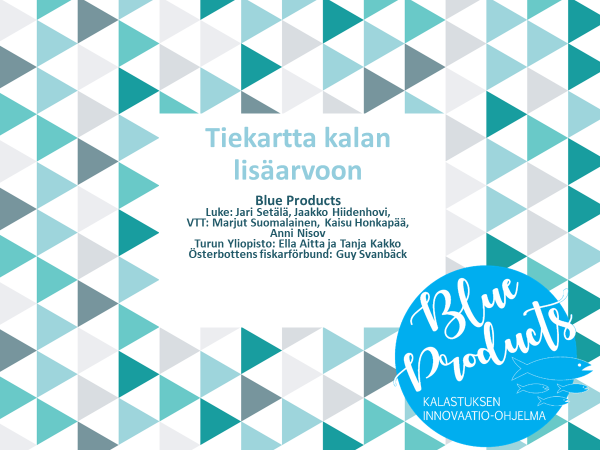 Tiekartta kalan
lisäarvoon
Blue Products
Luke: Jari Setälä, Jaakko Hiidenhovi,
VTT: Marjut Suomalainen, Kaisu Honkapää,
Anni Nisov
Turun Yliopisto: Ella Aitta ja Tanja Kakko
Österbottens fiskarförbund: Guy Svanbäck
Blue
Products
KALASTUKSEN
INNOVAATIO-OHJELMA